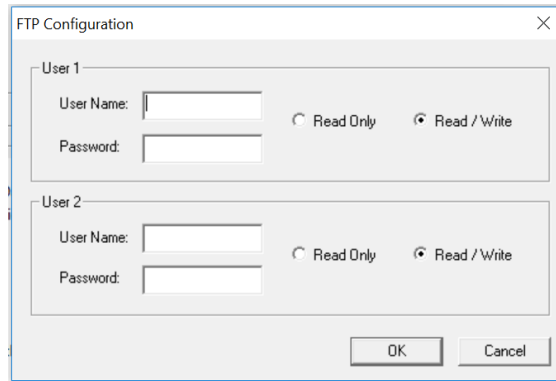 FTP Configuration
User 1
User Name:
Read Only Read / Write
Password:
User 2
User Name:
Read Only Read / Write
Password:
OK Cancel